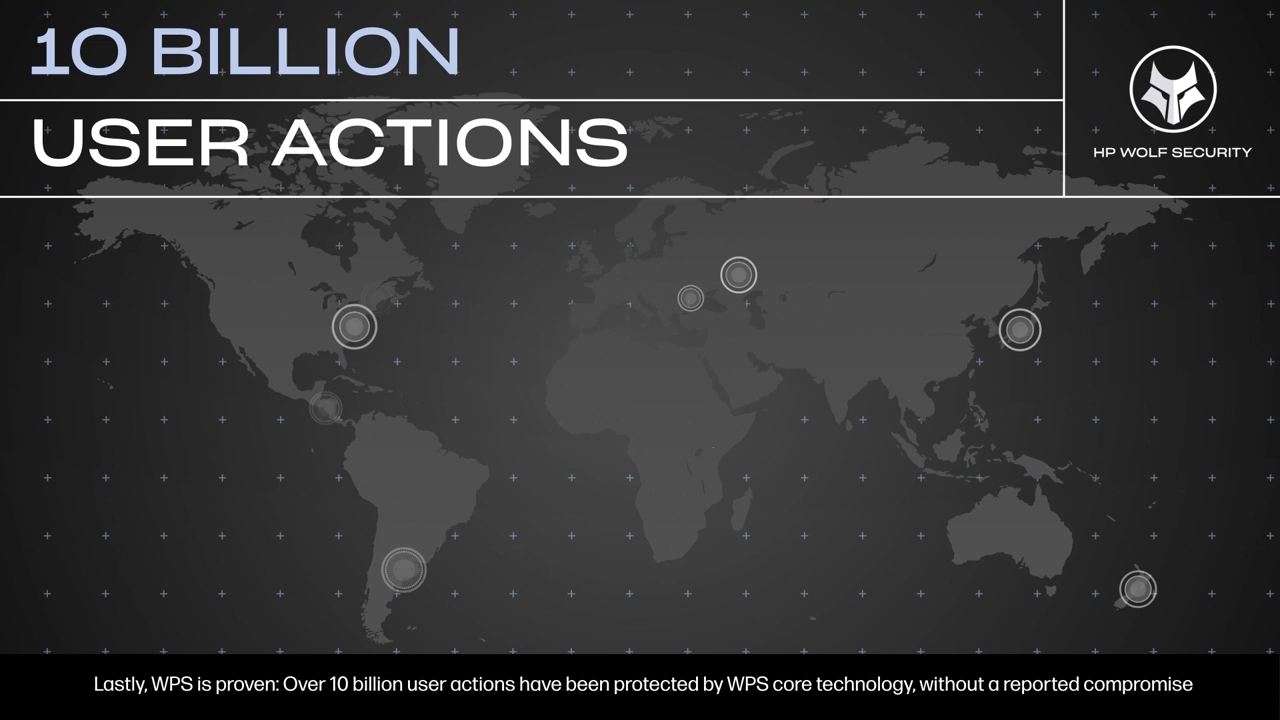 10 BILLION
USER ACTIONS
HP WOLF SECURITY
Lastly, WPS is proven: Over 10 billion user actions have been protected by WPS core technology, without a reported compromise